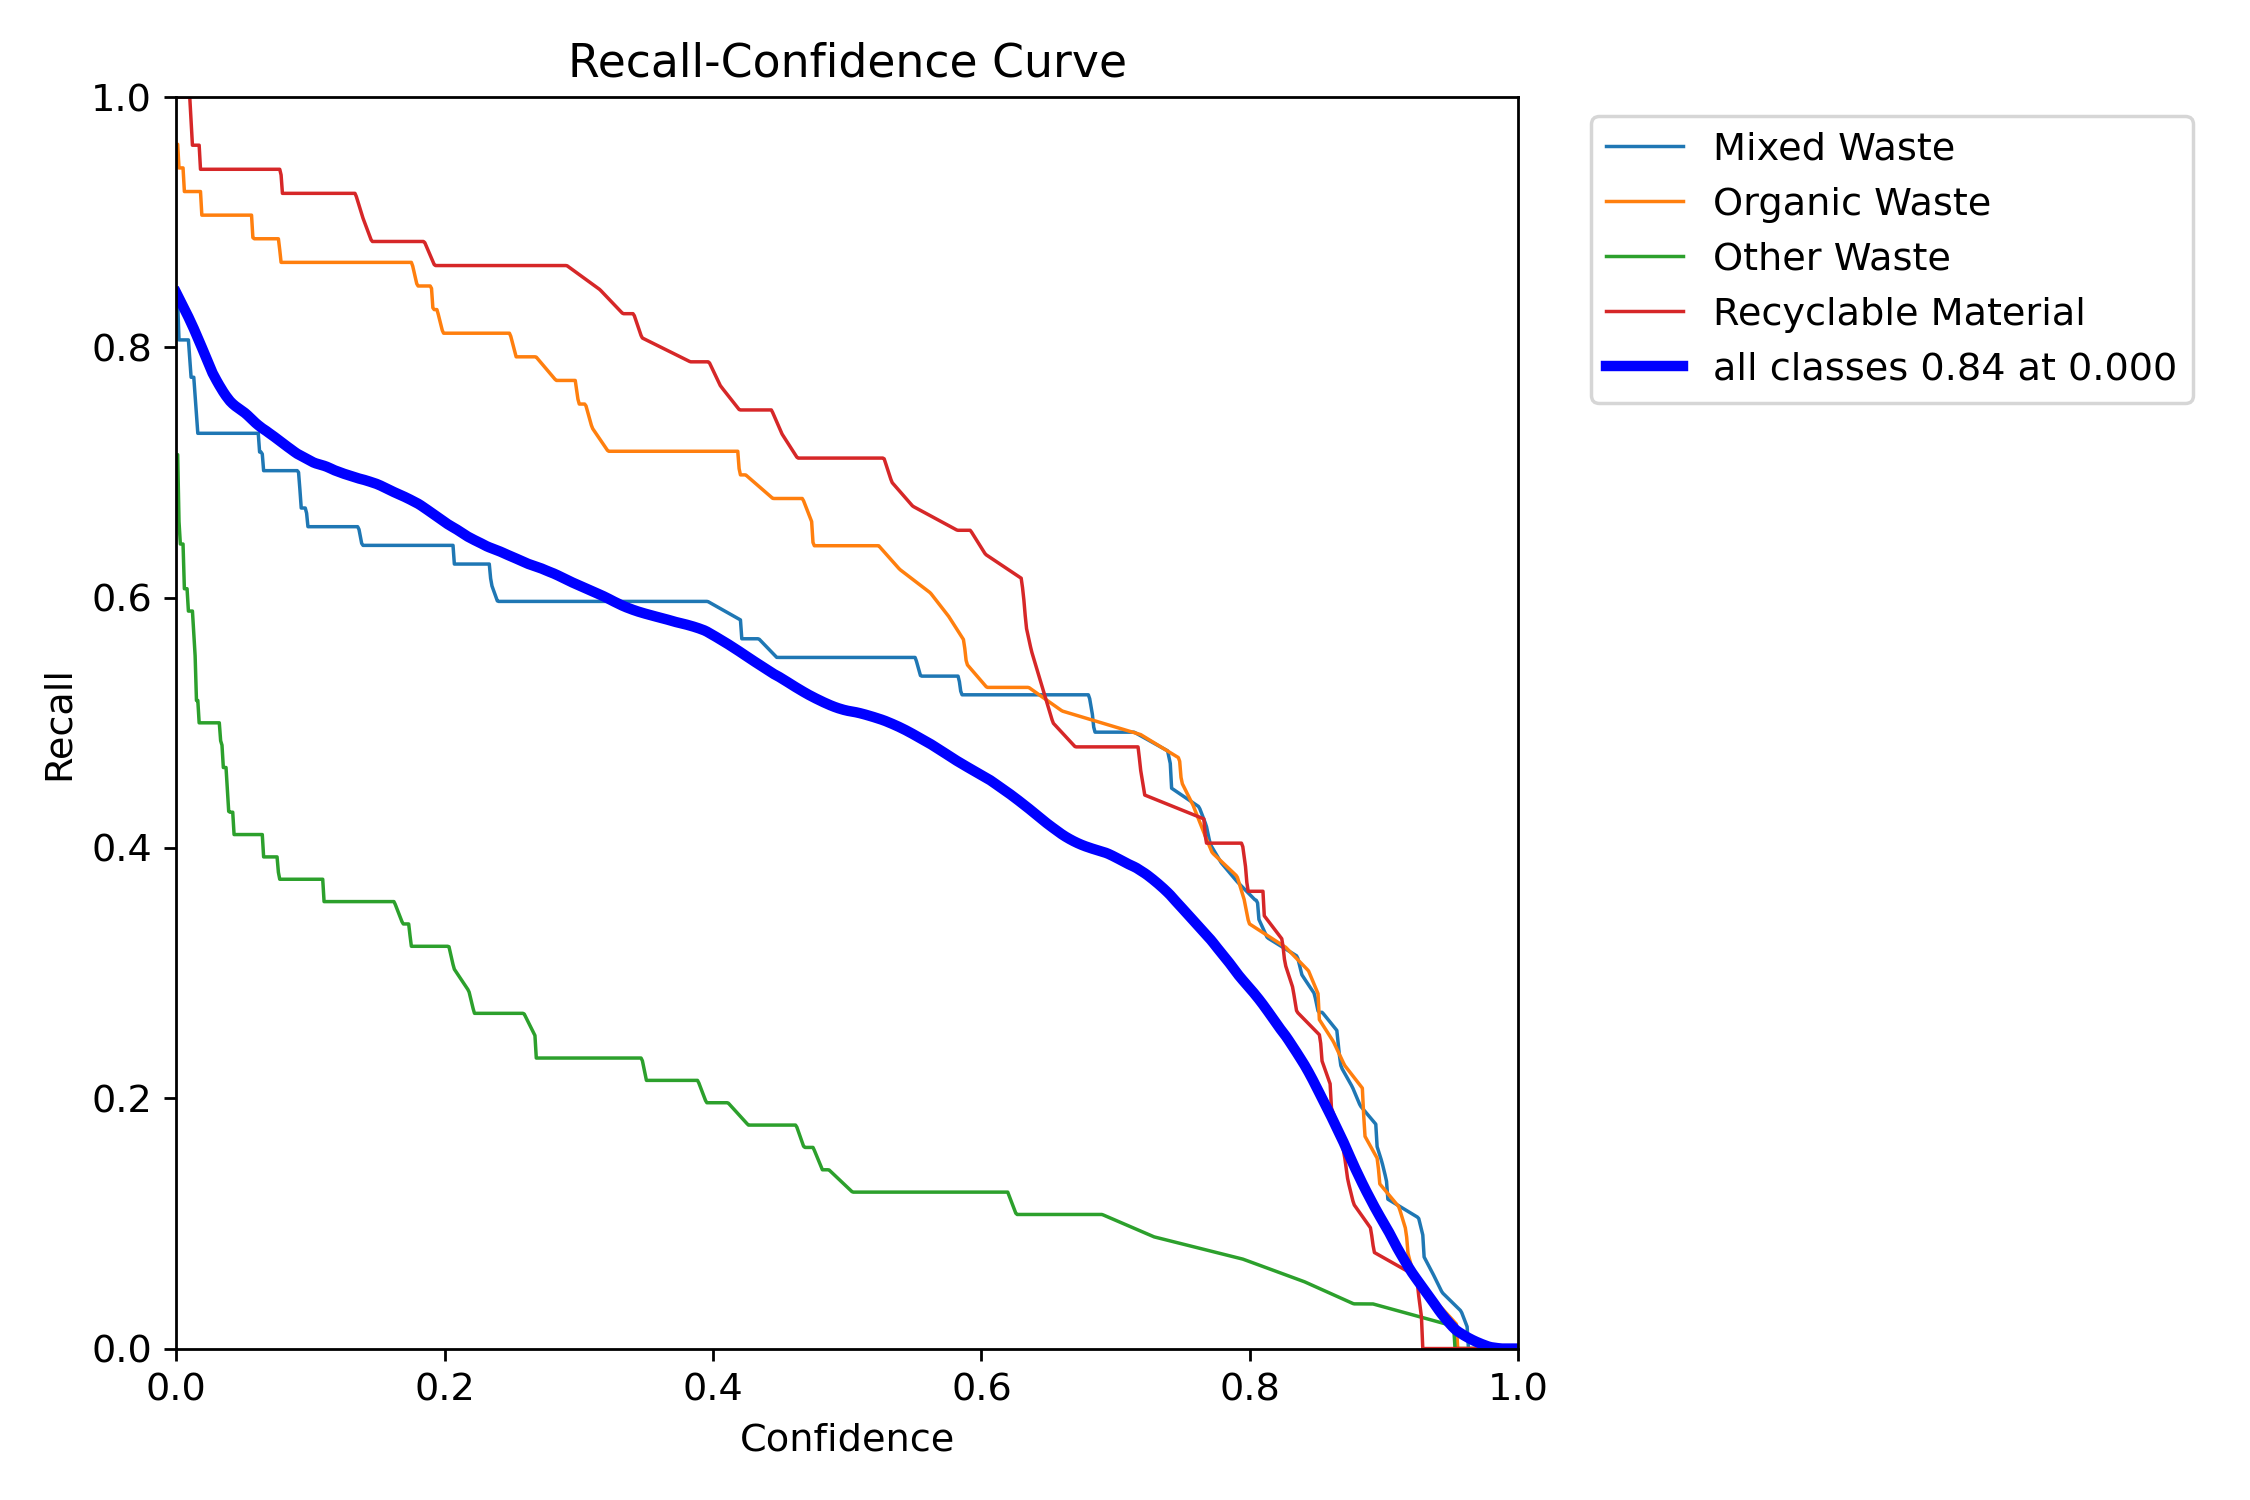 Recall-Confidence Curve
1.0
0.8
0.6
0.4
0.2
0.0
Recall
0.0 0.2 0.4 0.6 0.8 1.0
Confidence
Mixed Waste
Organic Waste
Other Waste
Recyclable Material
all classes 0.84 at 0.000